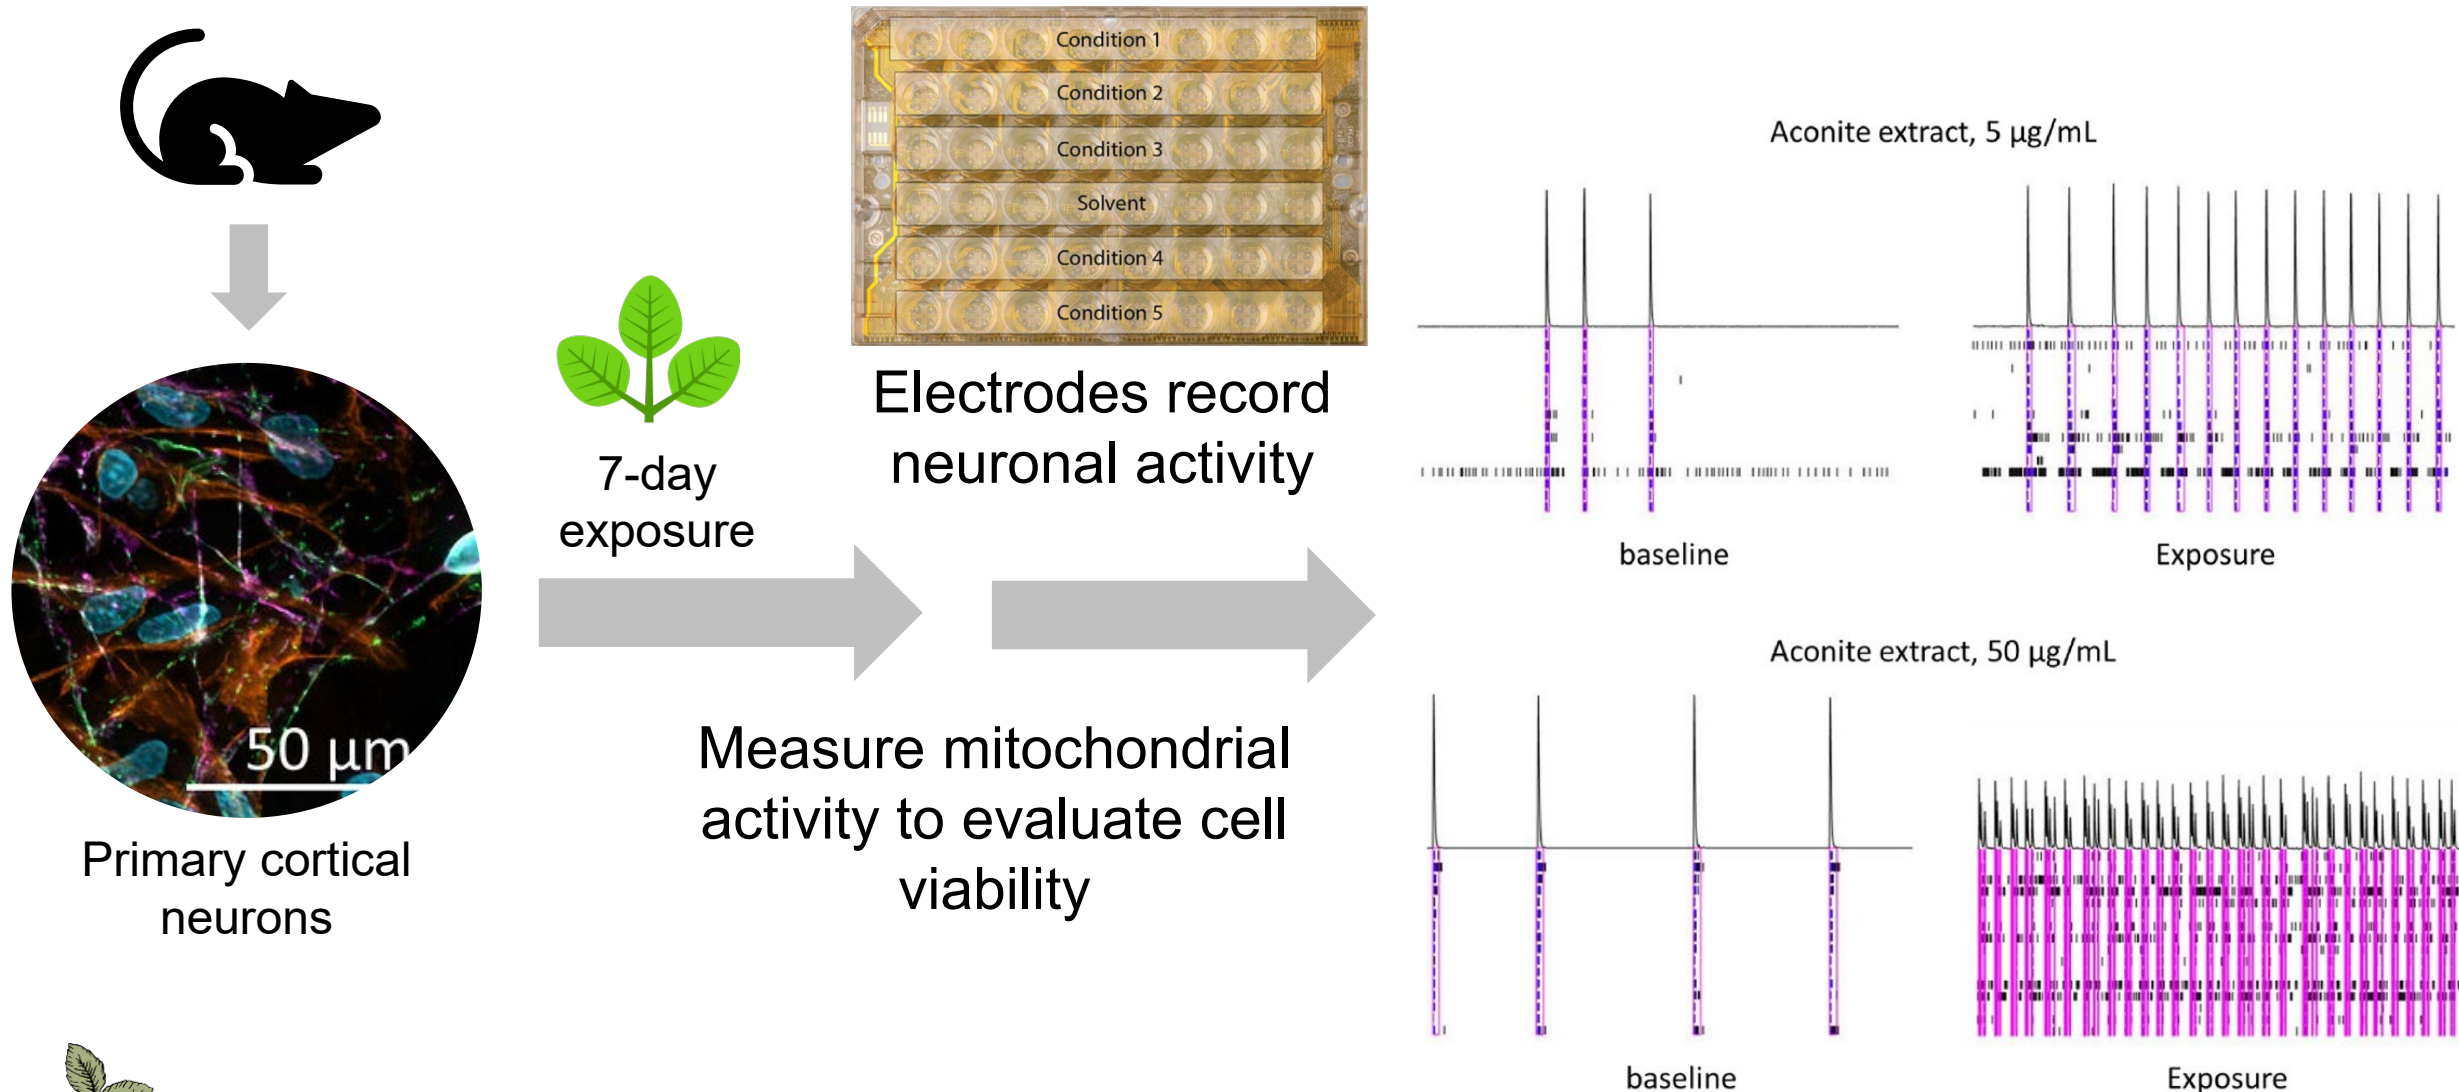 Condition 1
Condition 2
Condition 3
Solvent
Condition 4
Condition 5
Electrodes record
neuronal activity
7-day
exposure
50 µm
Primary cortical
neurons
Measure mitochondrial
activity to evaluate cell
viability
Aconite extract, 5 µg/mL
baseline
Exposure
Aconite extract, 50 µg/mL
baseline
Exposure